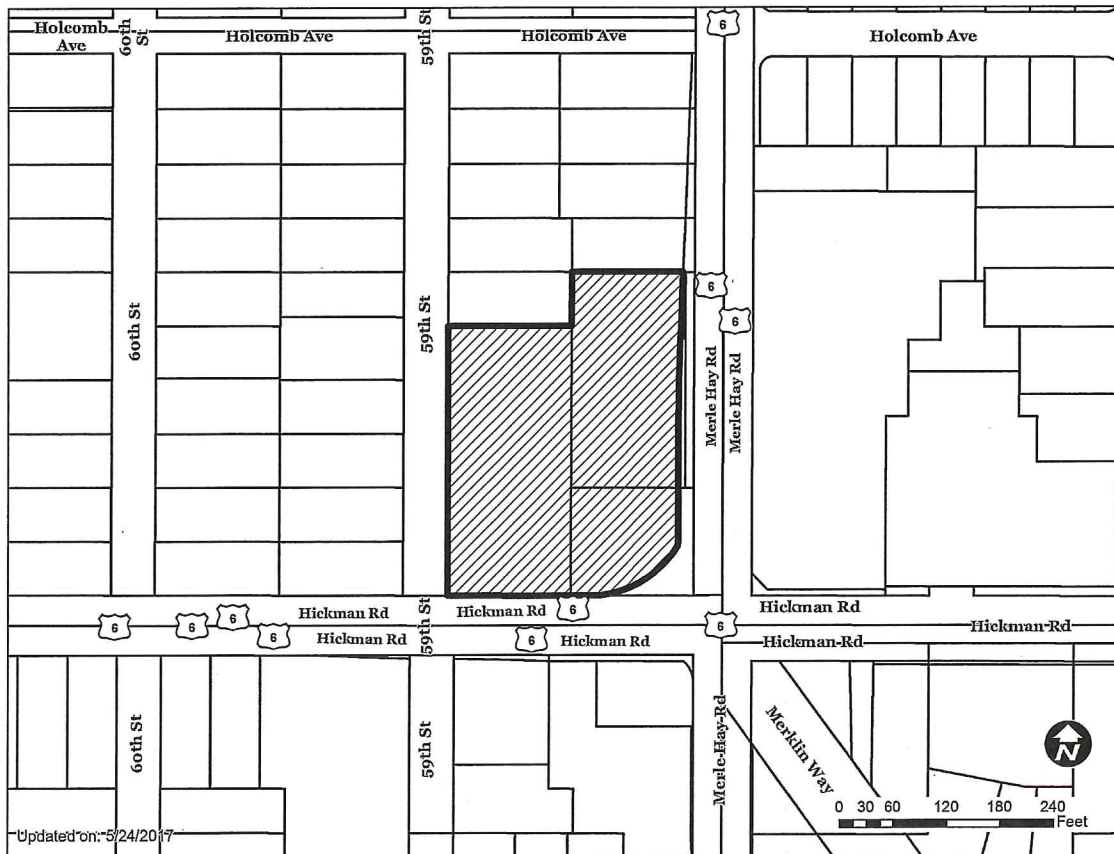 6
Holcomb
Ave
60th
St
Holcomb Ave
59th St
Holcomb Ave
Holcomb Ave
6
6
60th St
59th St
Merle Hay Rd
Merle Hay Rd
Hickman Rd
59th St
Hickman Rd
6
Hickman Rd
6
6
6
6
Hickman Rd
6
Hickman Rd
6
Hickman Rd
Hickman Rd
60th St
59th St
Merle Hay Rd
Merklin Way
N
0 30 60 120 180 240
Feet
Updated on: 5/24/2017